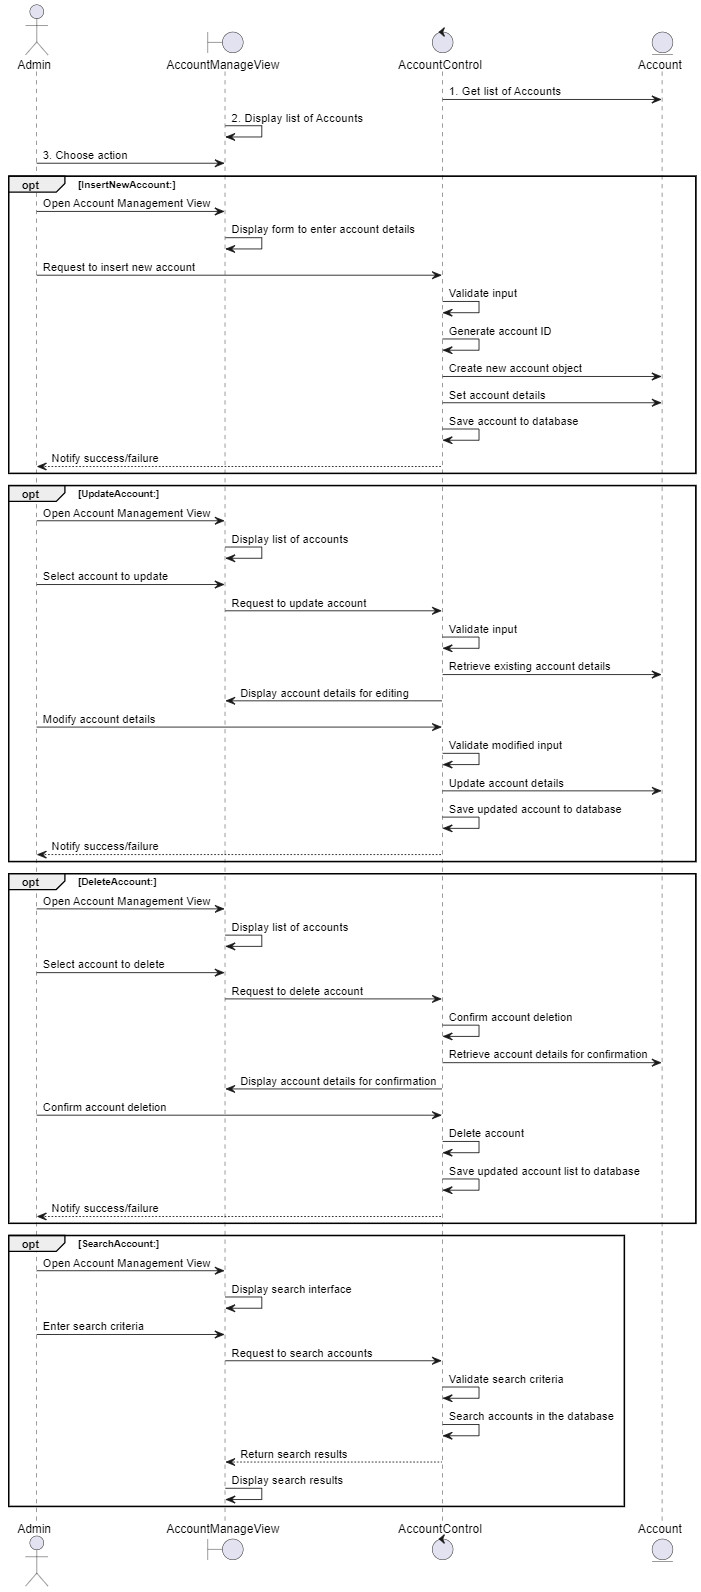 Admin
AccountManageView
AccountControl
Account
1. Get list of Accounts
2. Display list of Accounts
3. Choose action
opt [InsertNewAccount:]
Open Account Management View
Display form to enter account details
Request to insert new account
Validate input
Generate account ID
Create new account object
Set account details
Save account to database
Notify success/failure
opt [UpdateAccount:]
Open Account Management View
Display list of accounts
Select account to update
Request to update account
Validate input
Retrieve existing account details
Display account details for editing
Modify account details
Validate modified input
Update account details
Save updated account to database
Notify success/failure
opt [DeleteAccount:]
Open Account Management View
Display list of accounts
Select account to delete
Request to delete account
Confirm account deletion
Retrieve account details for confirmation
Display account details for confirmation
Confirm account deletion
Delete account
Save updated account list to database
Notify success/failure
opt [SearchAccount:]
Open Account Management View
Display search interface
Enter search criteria
Request to search accounts
Validate search criteria
Search accounts in the database
Return search results
Display search results
Admin
AccountManageView
AccountControl
Account